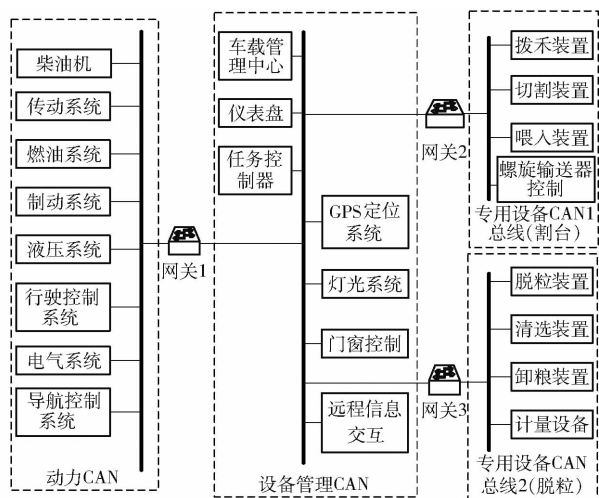 柴油机
传动系统
燃油系统
制动系统
液压系统
行驶控制
系统
电气系统
导航控制
系统
动力CAN
网关1
车载管
理中心
仪表盘
任务控
制器
GPS定位
系统
灯光系统
门窗控制
远程信息
交互
设备管理CAN
网关2
网关3
拨禾装置
切割装置
喂入装置
螺旋输送器
控制
专用设备CAN1
总线(割台)
脱粒装置
清选装置
卸粮装置
计量设备
专用设备CAN
总线2(脱粒)